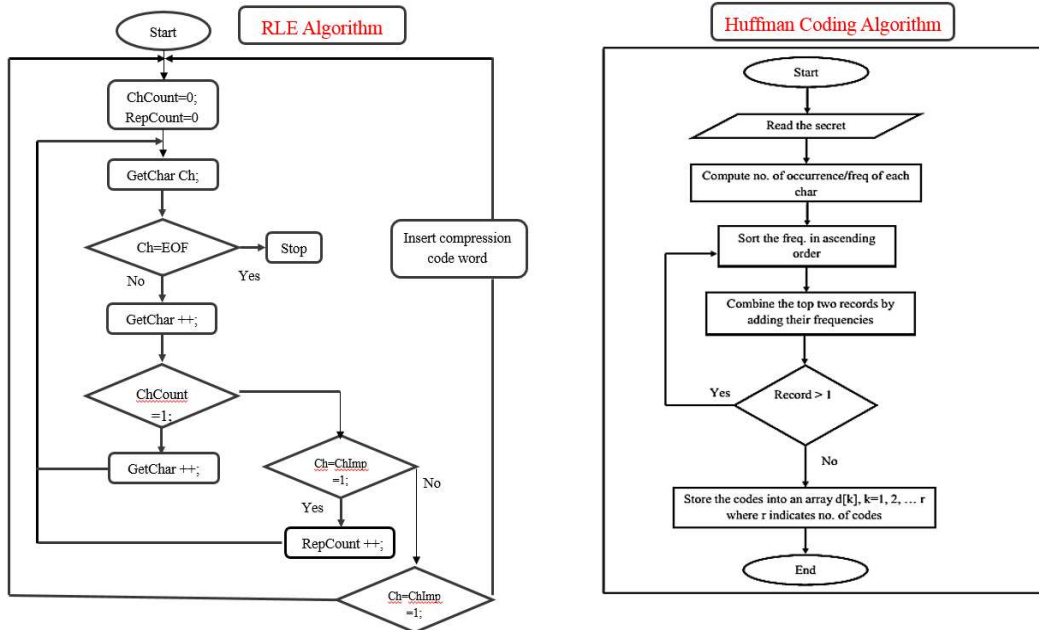 RLE Algorithm
Start
ChCount=0;
RepCount=0
GetChar Ch;
Ch=EOF
Stop
No
Yes
GetChar ++;
ChCount
=1;
GetChar ++;
Ch=ChImp
=1;
No
Yes
RepCount ++;
Ch=ChImp
=1;
Insert compression
code word
Huffman Coding Algorithm
Start
Read the secret
Compute no. of occurrence/freq of each
char
Sort the freq. in ascending
order
Combine the top two records by
adding their frequencies
Yes
Record > 1
No
Store the codes into an array d[k], k=1, 2, … r
where r indicates no. of codes
End